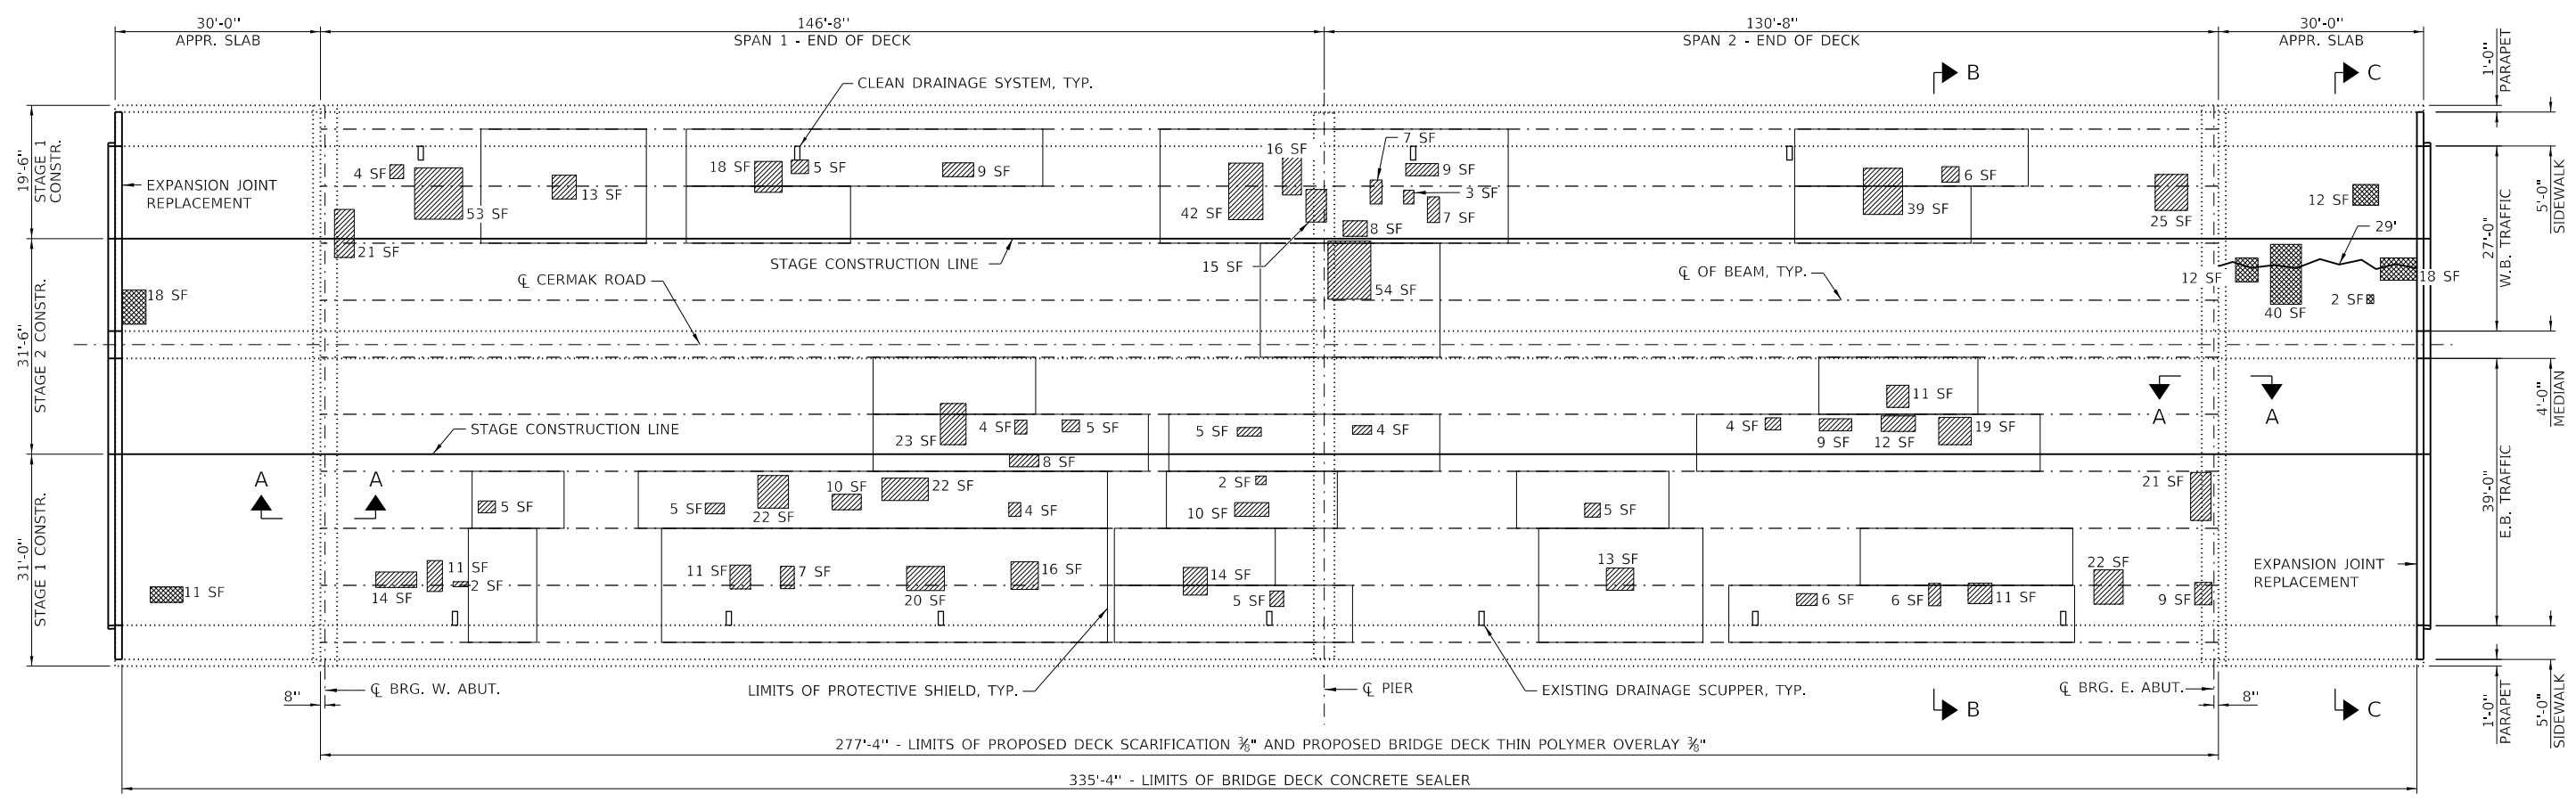 30'-0"
APPR. SLAB
146'-8"
SPAN 1 - END OF DECK
130'-8"
SPAN 2 - END OF DECK
30'-0"
APPR. SLAB
1'-0"
PARAPET
B
C
CLEAN DRAINAGE SYSTEM, TYP.
19'-6"
STAGE 1
CONSTR.
EXPANSION JOINT
REPLACEMENT
4 SF
53 SF
13 SF
18 SF
5 SF
9 SF
16 SF
7 SF
9 SF
3 SF
42 SF
7 SF
8 SF
6 SF
39 SF
25 SF
12 SF
5'-0"
SIDEWALK
27'-0"
W.B. TRAFFIC
21 SF
STAGE CONSTRUCTION LINE
15 SF
29'
℄ CERMAK ROAD
℄ OF BEAM, TYP.
54 SF
12 SF
18 SF
2 SF
40 SF
18 SF
31'-6"
STAGE 2 CONSTR.
4'-0"
MEDIAN
11 SF
A
A
STAGE CONSTRUCTION LINE
23 SF
4 SF
5 SF
5 SF
4 SF
4 SF
9 SF
12 SF
19 SF
8 SF
A
A
5 SF
5 SF
22 SF
10 SF
22 SF
4 SF
2 SF
10 SF
5 SF
21 SF
39'-0"
E.B. TRAFFIC
31'-0"
STAGE 1 CONSTR.
11 SF
14 SF
11 SF
2 SF
11 SF
7 SF
20 SF
16 SF
14 SF
5 SF
13 SF
6 SF
6 SF
11 SF
22 SF
9 SF
EXPANSION JOINT
REPLACEMENT
8"
℄ BRG. W. ABUT.
LIMITS OF PROTECTIVE SHIELD, TYP.
℄ PIER
EXISTING DRAINAGE SCUPPER, TYP.
B
℄ BRG. E. ABUT.
8"
C
1'-0"
PARAPET
5'-0"
SIDEWALK
277'-4" - LIMITS OF PROPOSED DECK SCARIFICATION ⅜" AND PROPOSED BRIDGE DECK THIN POLYMER OVERLAY ⅜"
335'-4" - LIMITS OF BRIDGE DECK CONCRETE SEALER